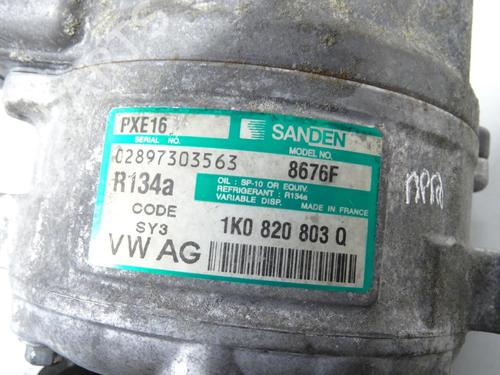 PXE16
SANDEN
SERIAL NO.
MODEL NO.
02897303563
8676F
R134a
OIL : SP-10 OR EQUIV.
REFRIGERANT : R134a
VARIABLE DISP. MADE IN FRANCE
CODE
SY3
1K0 820 803 Q
VW AG